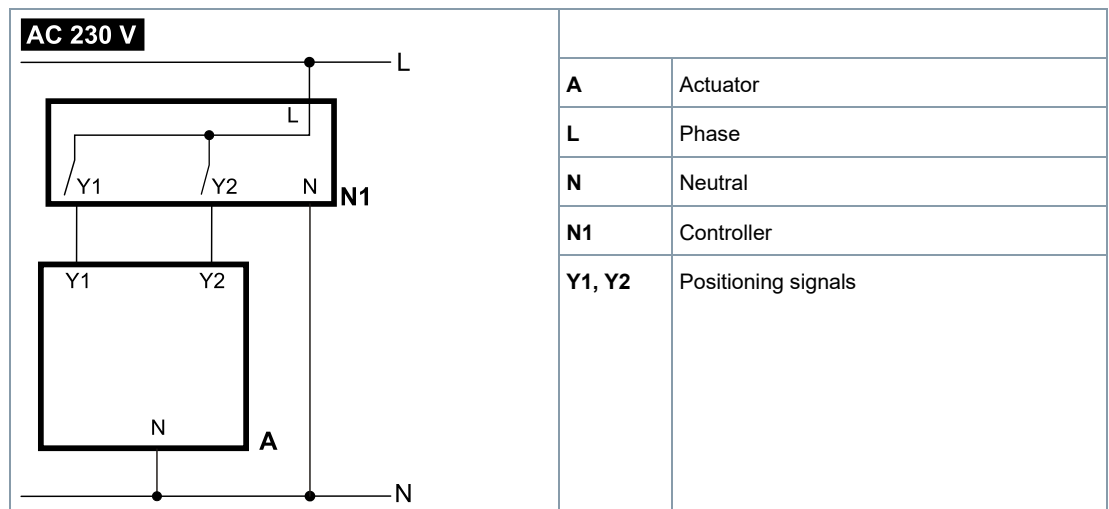 AC 230 V
L
L
Y1
Y2
N
N1
Y1
Y2
N
A
N
A Actuator
L Phase
N Neutral
N1 Controller
Y1, Y2 Positioning signals